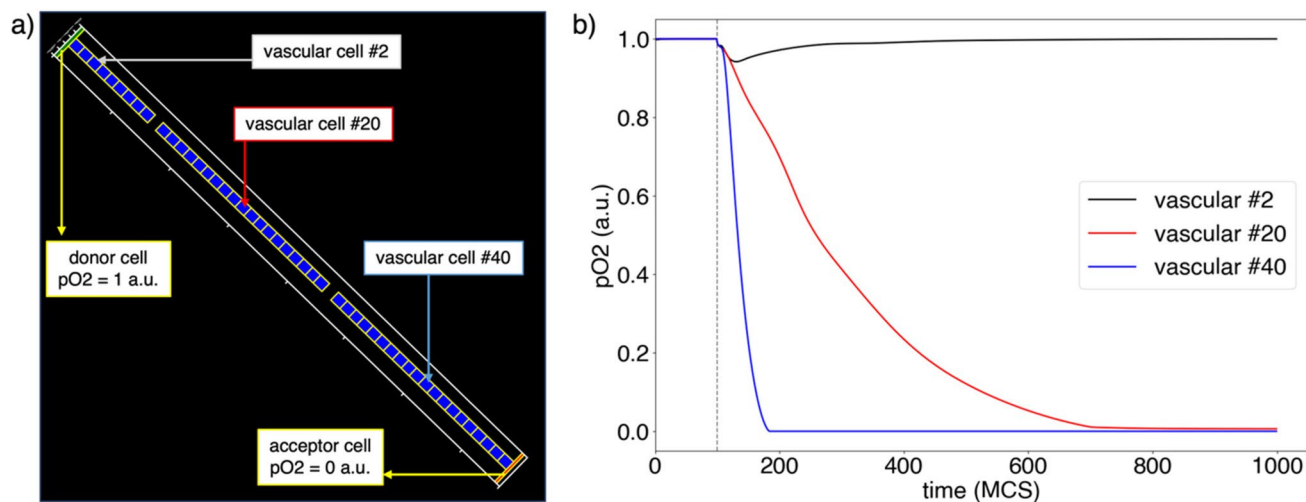 a)
vascular cell #2
vascular cell #20
vascular cell #40
donor cell
pO2 = 1 a.u.
acceptor cell
pO2 = 0 a.u.
b)
pO2 (a.u.)
1.0
0.8
0.6
0.4
0.2
0.0
0
200
400
600
800
1000
time (MCS)
vascular #2
vascular #20
vascular #40